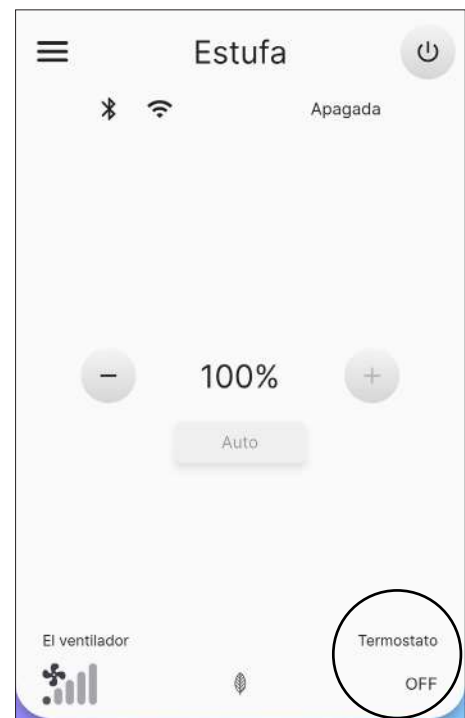 Estufa
Apagada
− 100% +
Auto
El ventilador
Termostato
OFF